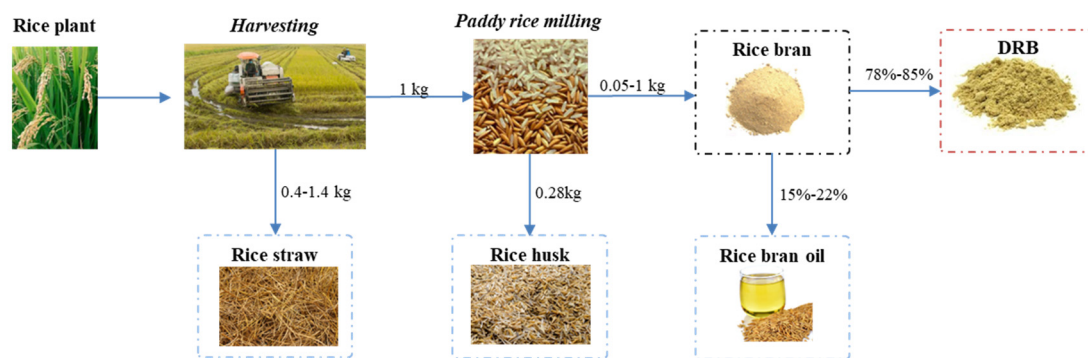 Rice plant
Harvesting
Paddy rice milling
Rice bran
DRB
1 kg
0.05-1 kg
78%-85%
0.4-1.4 kg
0.28kg
15%-22%
Rice straw
Rice husk
Rice bran oil